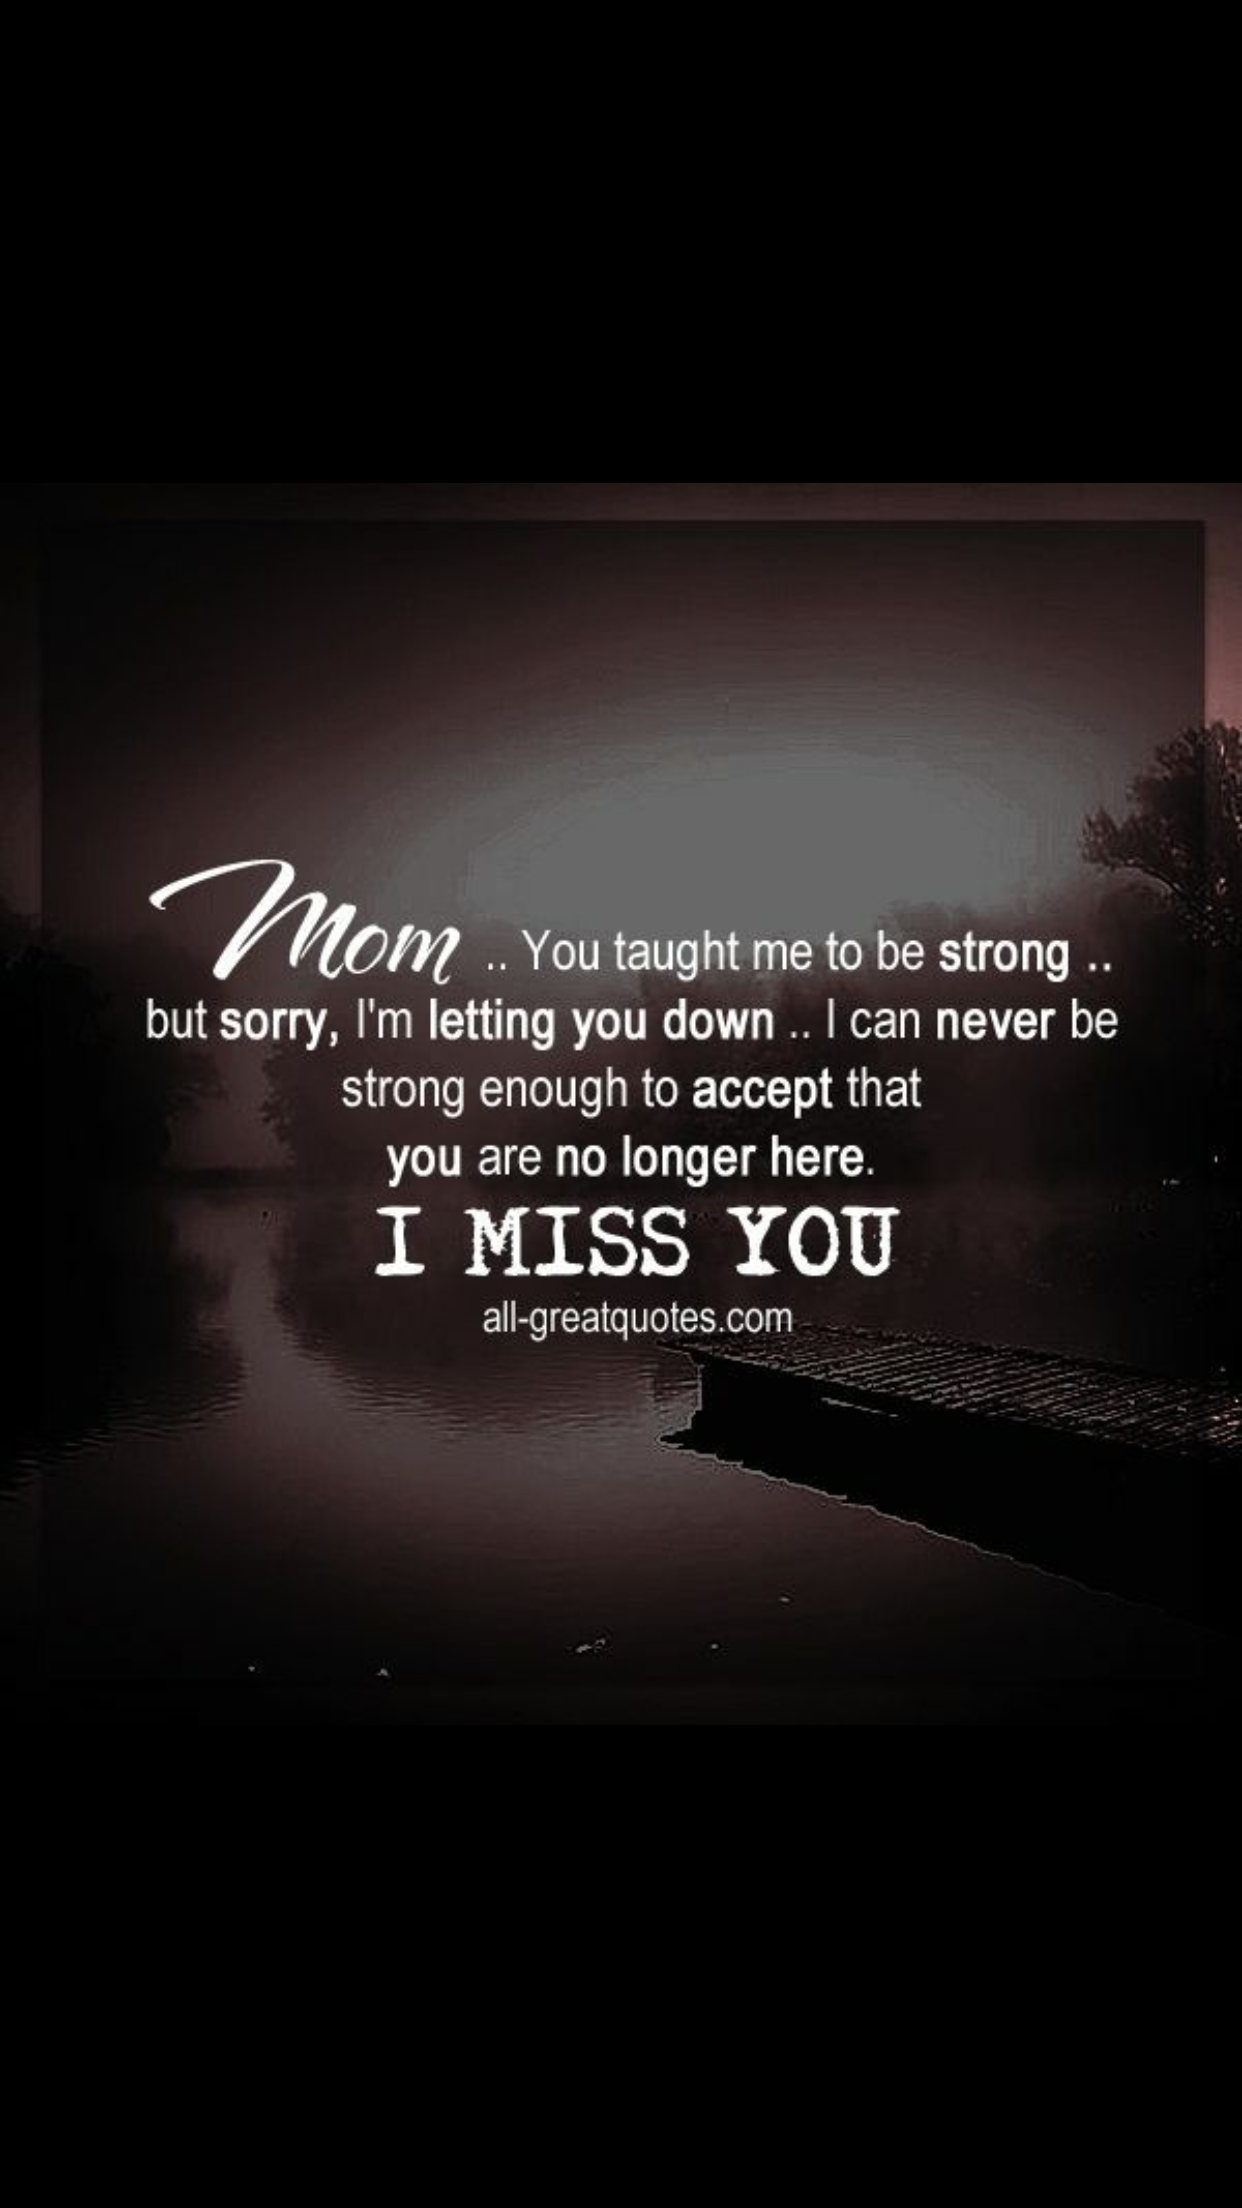 Mom .. You taught me to be strong ..
but sorry, I'm letting you down .. I can never be
strong enough to accept that
you are no longer here.
I MISS YOU
all-greatquotes.com